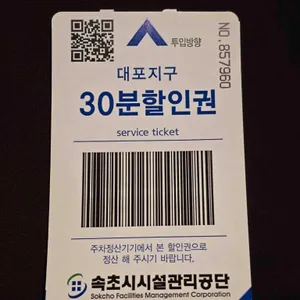 투입방향
NO. 857960
대포지구
30분할인권
service ticket
주차정산기기에서 본 할인권으로
정산 해 주시기 바랍니다.
속초시시설관리공단
Sokcho Facilities Management Corporation